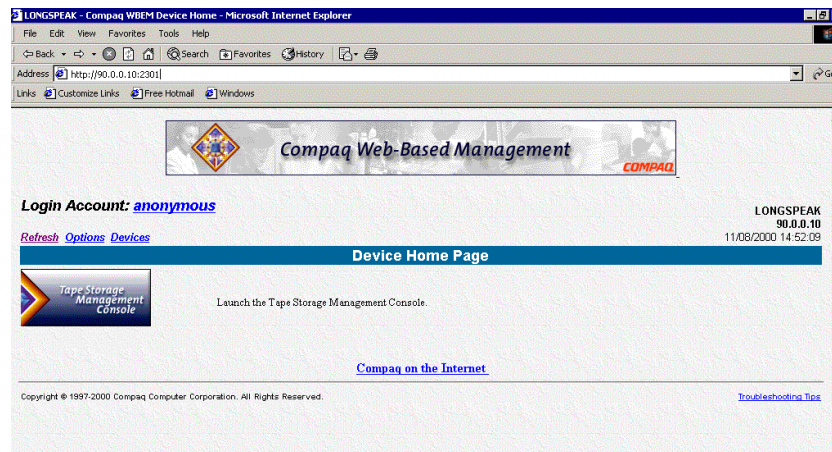 LONGSPEAK - Compaq WBEM Device Home - Microsoft Internet Explorer
File Edit View Favorites Tools Help
Back Search Favorites History
Address http://90.0.0.10:2301
Links Customize Links Free Hotmail Windows
Compaq Web-Based Management
COMPAQ
Login Account: anonymous
LONGSPEAK
90.0.0.10
Refresh Options Devices 11/08/2000 14:52:09
Device Home Page
Tape Storage
Management
Console
Launch the Tape Storage Management Console.
Compaq on the Internet
Copyright © 1997-2000 Compaq Computer Corporation. All Rights Reserved. Troubleshooting Tips